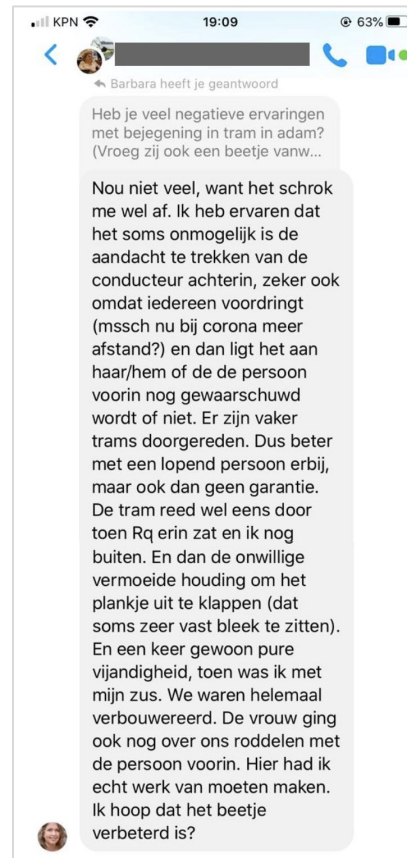 KPN
19:09
63%
Barbara heeft je geantwoord
Heb je veel negatieve ervaringen
met bejegening in tram in adam?
(Vroeg zij ook een beetje vanw...
Nou niet veel, want het schrok
me wel af. Ik heb ervaren dat
het soms onmogelijk is de
aandacht te trekken van de
conducteur achterin, zeker ook
omdat iedereen voordringt
(mssch nu bij corona meer
afstand?) en dan ligt het aan
haar/hem of de de persoon
voorin nog gewaarschuwd
wordt of niet. Er zijn vaker
trams doorgereden. Dus beter
met een lopend persoon erbij,
maar ook dan geen garantie.
De tram reed wel eens door
toen Rq erin zat en ik nog
buiten. En dan de onwillige
vermoeide houding om het
plankje uit te klappen (dat
soms zeer vast bleek te zitten).
En een keer gewoon pure
vijandigheid, toen was ik met
mijn zus. We waren helemaal
verbouwereerd. De vrouw ging
ook nog over ons roddelen met
de persoon voorin. Hier had ik
echt werk van moeten maken.
Ik hoop dat het beetje
verbeterd is?